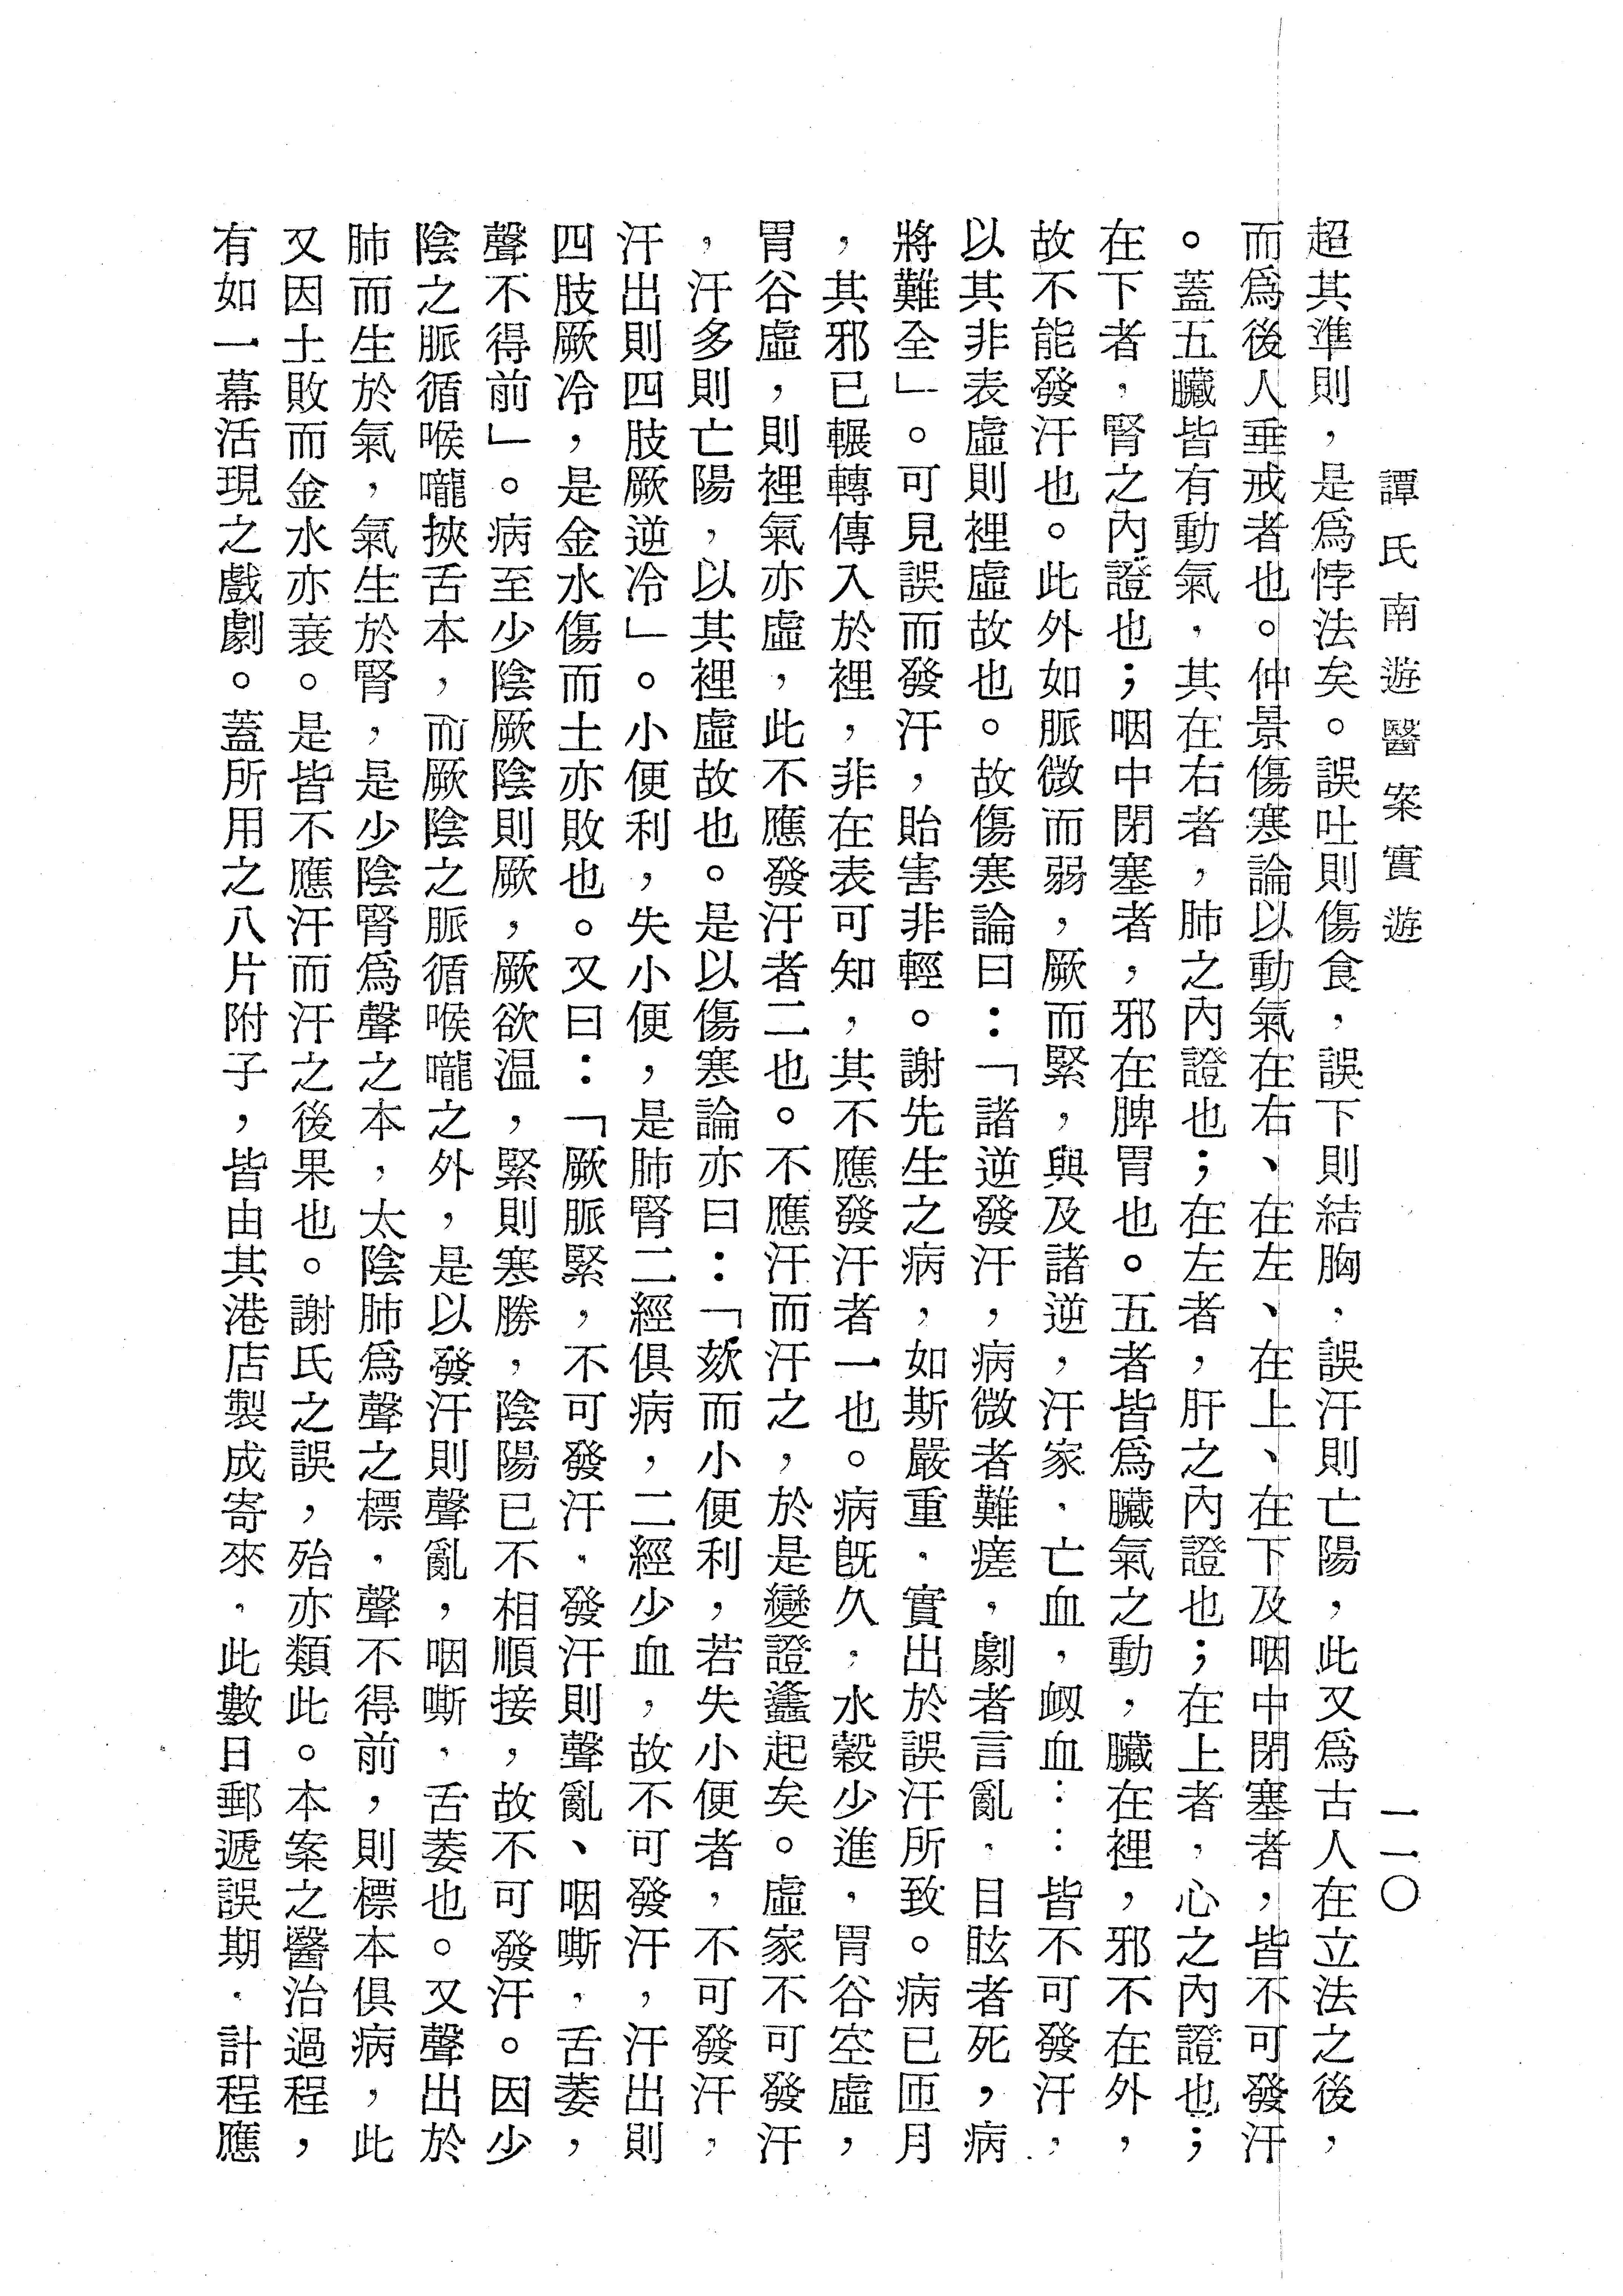 譚氏南遊醫案實遊
一一〇
超其準則，是爲悖法矣。誤吐則傷食，誤下則結胸，誤汗則亡陽，此又爲古人在立法之後，
而爲後人垂戒者也。仲景傷寒論以動氣在右、在左、在上、在下及咽中閉塞者，皆不可發汗
。蓋五臟皆有動氣，其在右者，肺之內證也；在左者，肝之內證也；在上者，心之內證也；
在下者，腎之內證也；咽中閉塞者，邪在脾胃也。五者皆爲臟氣之動，臟在裡，邪不在外，
故不能發汗也。此外如脈微而弱，厥而緊，與及諸逆，汗家，亡血，衂血：：皆不可發汗，
以其非表虛則裡虛故也。故傷寒論曰：「諸逆發汗，病微者難瘥，劇者言亂，目眩者死，病
將難全」。可見誤而發汗，貽害非輕。謝先生之病，如斯嚴重，實出於誤汗所致。病已匝月
，其邪已輾轉傳入於裡，非在表可知，其不應發汗者一也。病旣久，水穀少進，胃谷空虛，
胃谷虛，則裡氣亦虛，此不應發汗者二也。不應汗而汗之，於是變證蠭起矣。虛家不可發汗
，汗多則亡陽，以其裡虛故也。是以傷寒論亦曰：「欬而小便利，若失小便者，不可發汗，
汗出則四肢厥逆冷」。小便利，失小便，是肺腎二經俱病，二經少血，故不可發汗，汗出則
四肢厥冷，是金水傷而土亦敗也。又曰：「厥脈緊，不可發汗，發汗則聲亂、咽嘶，舌萎，
聲不得前」。病至少陰厥陰則厥，厥欲温，緊則寒勝，陰陽已不相順接，故不可發汗。因少
陰之脈循喉嚨挾舌本，而厥陰之脈循喉嚨之外，是以發汗則聲亂，咽嘶，舌萎也。又聲出於
肺而生於氣，氣生於腎，是少陰腎爲聲之本，太陰肺爲聲之標，聲不得前，則標本俱病，此
又因土敗而金水亦衰。是皆不應汗而汗之後果也。謝氏之誤，殆亦類此。本案之醫治過程，
有如一幕活現之戲劇。蓋所用之八片附子，皆由其港店製成寄來，此數日郵遞誤期，計程應